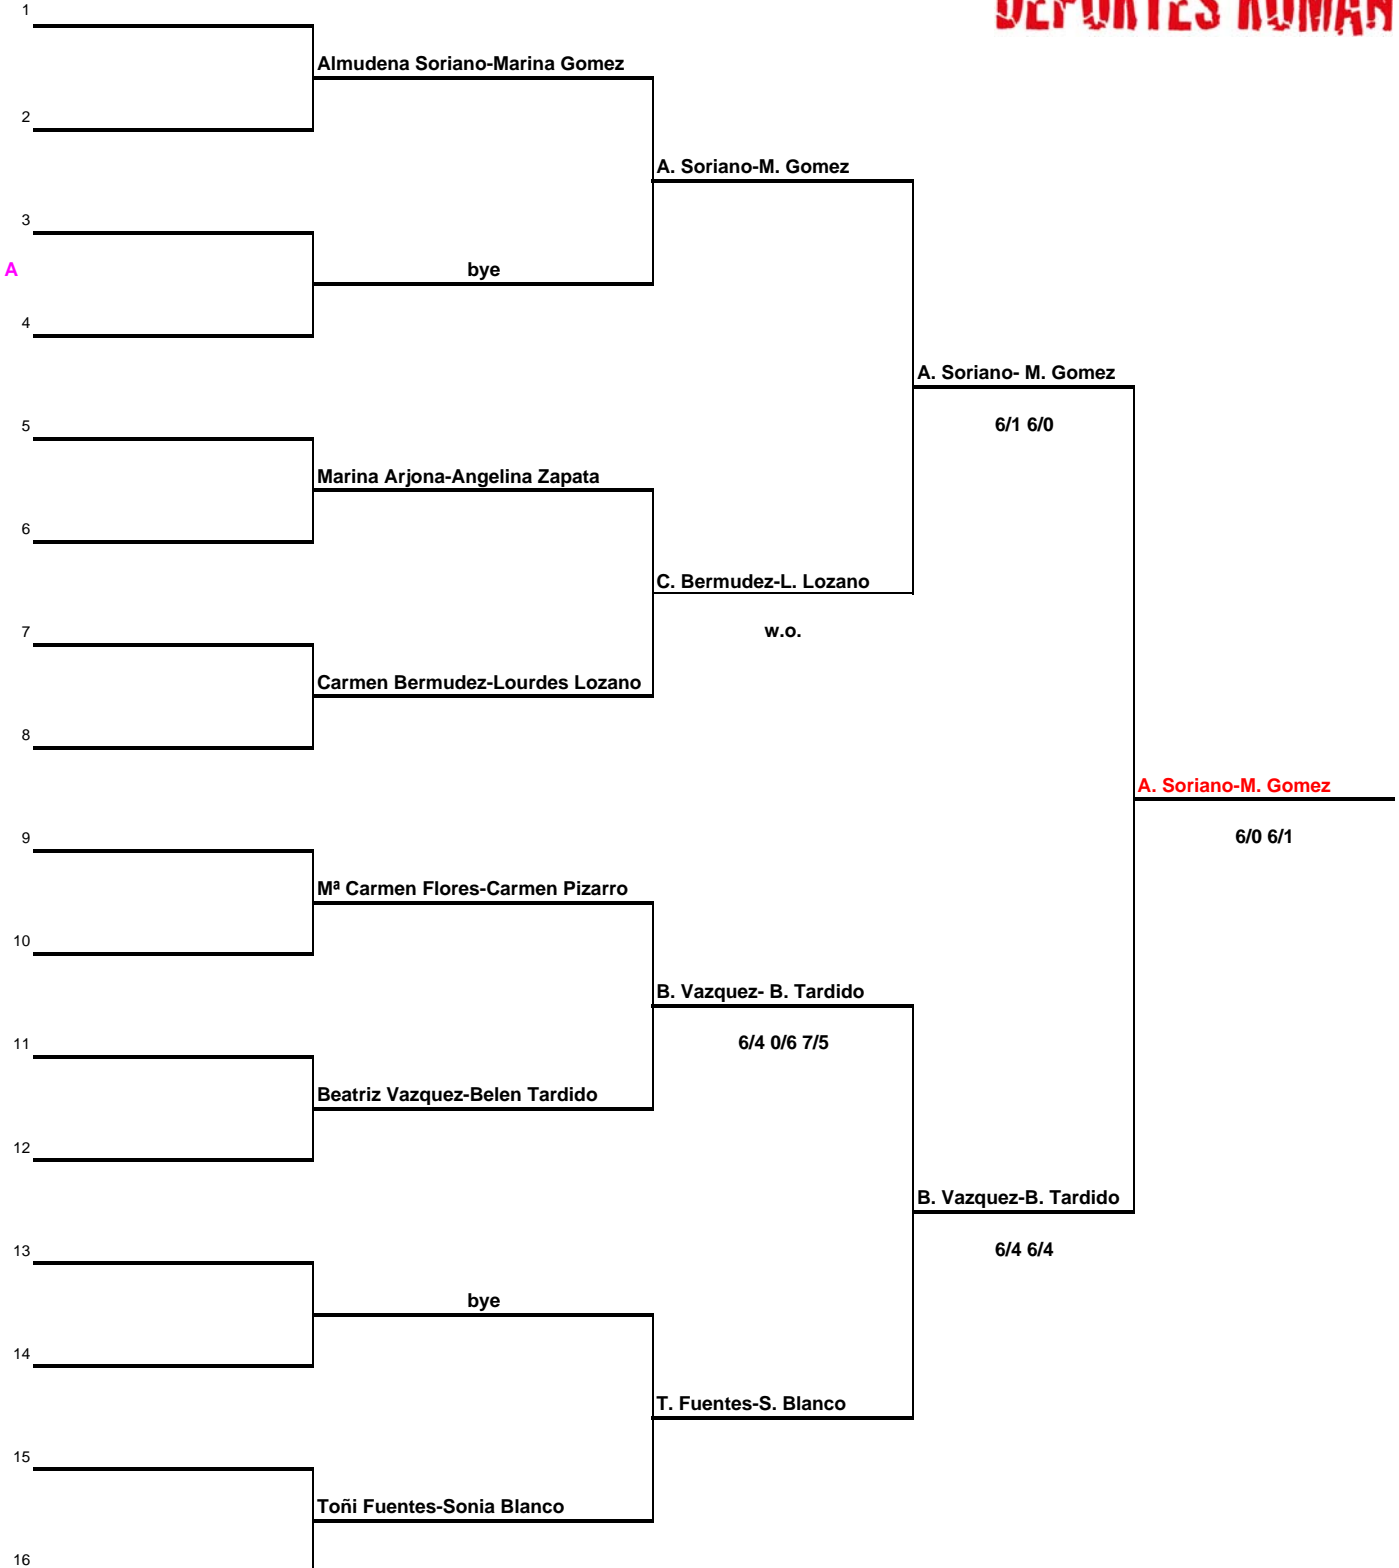 DEPORTES ROMAN
1
Almudena Soriano-Marina Gomez
2
A. Soriano-M. Gomez
3
A
bye
4
A. Soriano- M. Gomez
5
6/1 6/0
Marina Arjona-Angelina Zapata
6
C. Bermudez-L. Lozano
7
w.o.
Carmen Bermudez-Lourdes Lozano
8
A. Soriano-M. Gomez
9
6/0 6/1
Mª Carmen Flores-Carmen Pizarro
10
B. Vazquez- B. Tardido
11
6/4 0/6 7/5
Beatriz Vazquez-Belen Tardido
12
B. Vazquez-B. Tardido
13
6/4 6/4
bye
14
T. Fuentes-S. Blanco
15
Toñi Fuentes-Sonia Blanco
16